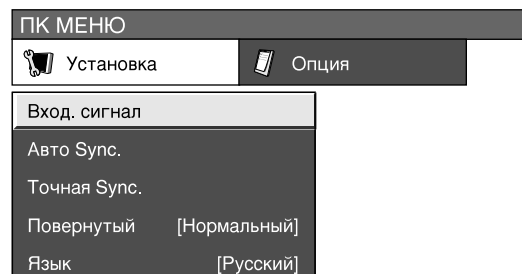 ПК МЕНЮ
Установка Опция
Вход. сигнал
Авто Sync.
Точная Sync.
Повернутый [Нормальный]
Язык [Русский]